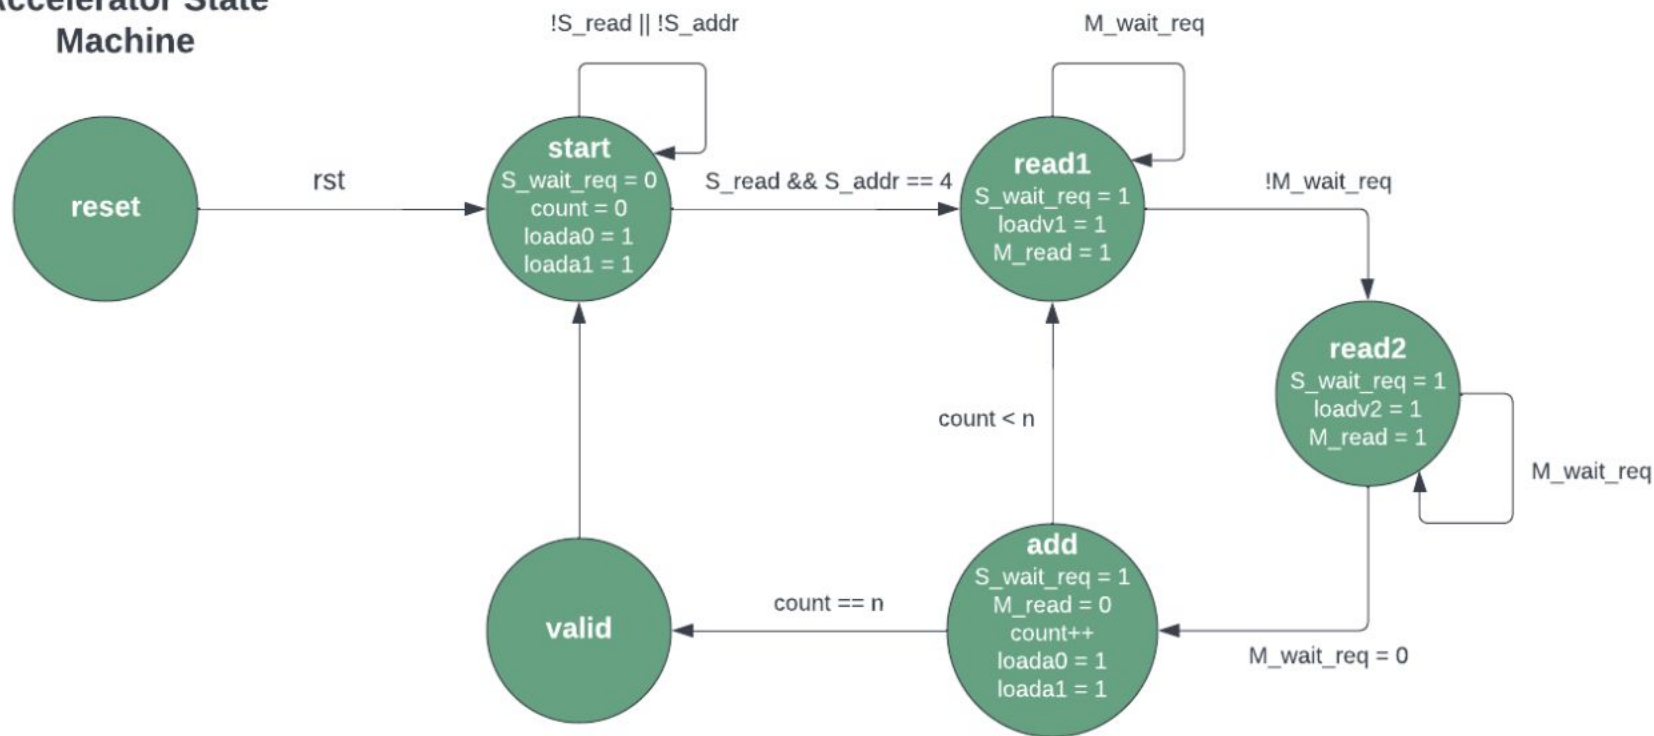 Accelerator State
Machine
!S_read || !S_addr
M_wait_req
reset
rst
start
S_wait_req = 0
count = 0
loada0 = 1
loada1 = 1
S_read && S_addr == 4
read1
S_wait_req = 1
loadv1 = 1
M_read = 1
!M_wait_req
read2
S_wait_req = 1
loadv2 = 1
M_read = 1
M_wait_req
count < n
add
S_wait_req = 1
M_read = 0
count++
loada0 = 1
loada1 = 1
count == n
valid
M_wait_req = 0